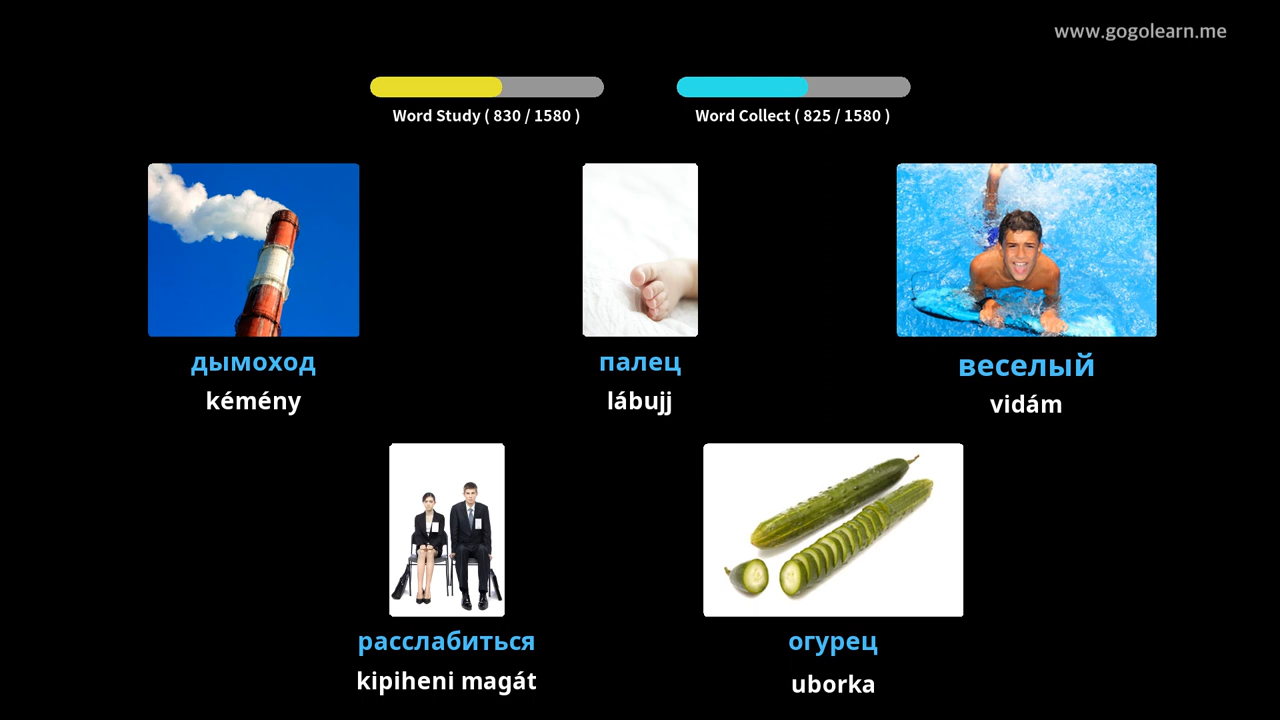 www.gogolearn.me
Word Study ( 830 / 1580 )
Word Collect ( 825 / 1580 )
дымоход
kémény
палец
lábujj
веселый
vidám
расслабиться
kipiheni magát
огурец
uborka